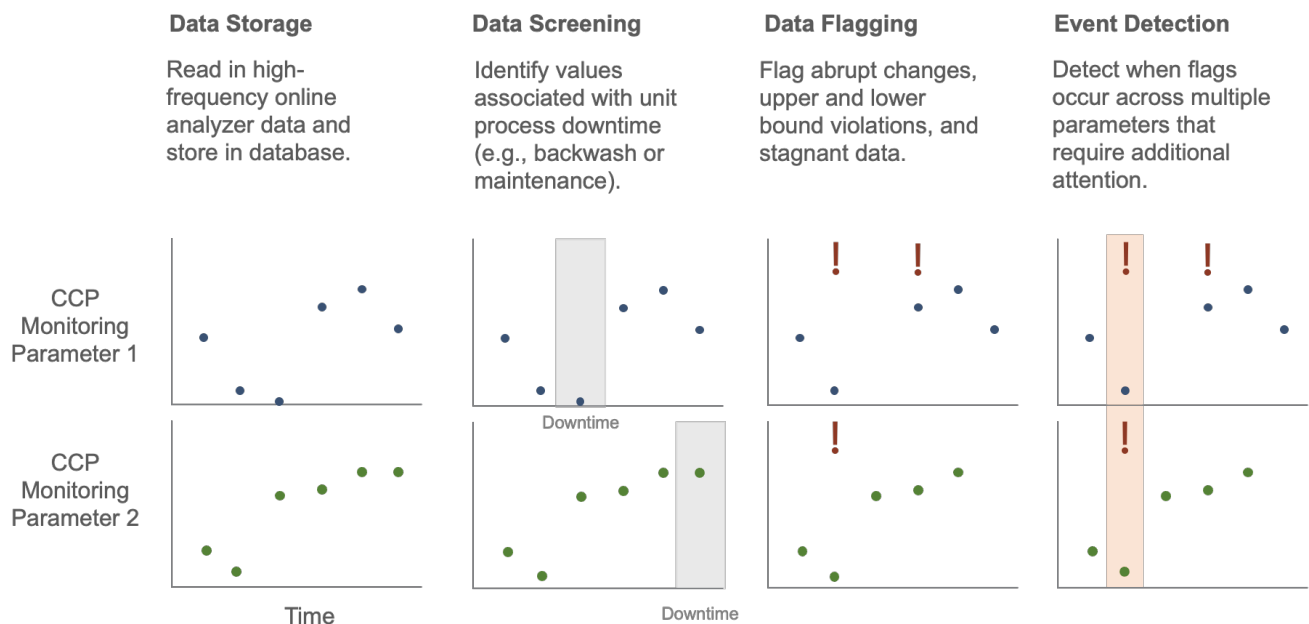 Data Storage
Read in high-
frequency online
analyzer data and
store in database.
Data Screening
Identify values
associated with unit
process downtime
(e.g., backwash or
maintenance).
Data Flagging
Flag abrupt changes,
upper and lower
bound violations, and
stagnant data.
Event Detection
Detect when flags
occur across multiple
parameters that
require additional
attention.
CCP
Monitoring
Parameter 1
Downtime
! !
! !
CCP
Monitoring
Parameter 2
!
!
Time
Downtime